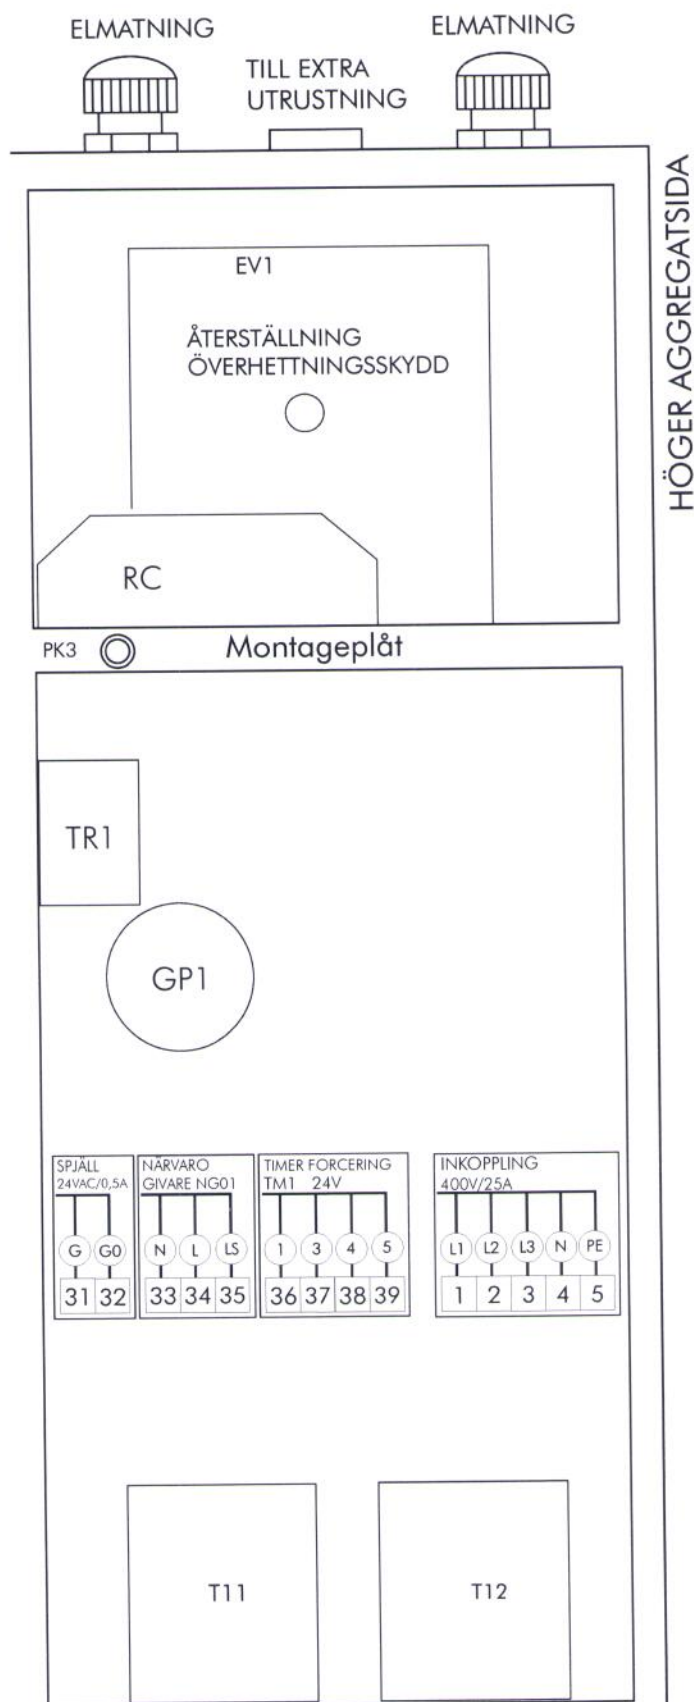 ELMATNING
TILL EXTRA
UTRUSTNING
ELMATNING
HÖGER AGGREGATSIDA
EV1
ÅTERSTÄLLNING
ÖVERHETTNINGSSKYDD
RC
PK3
Montageplåt
TR1
GP1
SPJÄLL
24VAC/0,5A
G G0
31 32
NÄRVARO
GIVARE NG01
N L LS
33 34 35
TIMER FORCERING
TM1 24V
1 3 4 5
36 37 38 39
INKOPPLING
400V/25A
L1 L2 L3 N PE
1 2 3 4 5
T11
T12